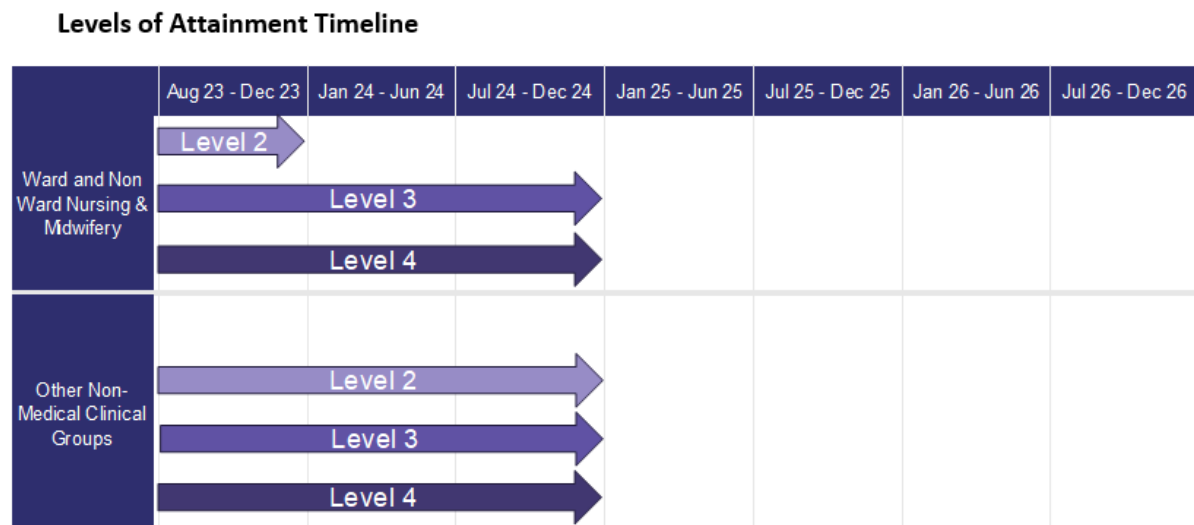 Levels of Attainment Timeline
Aug 23 - Dec 23 Jan 24 - Jun 24 Jul 24 - Dec 24 Jan 25 - Jun 25 Jul 25 - Dec 25 Jan 26 - Jun 26 Jul 26 - Dec 26
Ward and Non
Ward Nursing &
Midwifery
Level 2
Level 3
Level 4
Other Non-
Medical Clinical
Groups
Level 2
Level 3
Level 4